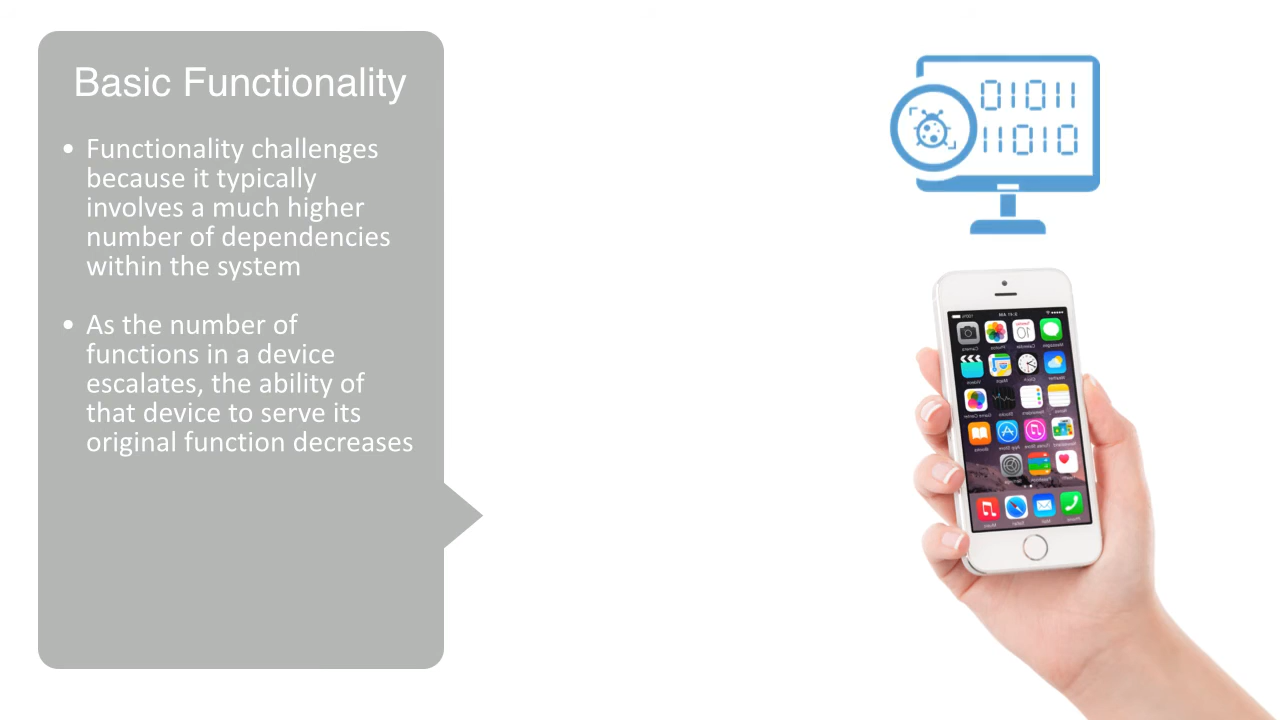 Basic Functionality
• Functionality challenges
because it typically
involves a much higher
number of dependencies
within the system
• As the number of
functions in a device
escalates, the ability of
that device to serve its
original function decreases
01011
11010